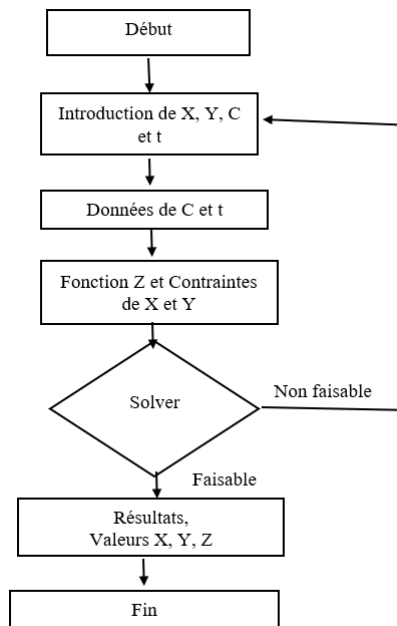 Début
Introduction de X, Y, C
et t
Données de C et t
Fonction Z et Contraintes
de X et Y
Solver
Non faisable
Faisable
Résultats,
Valeurs X, Y, Z
Fin